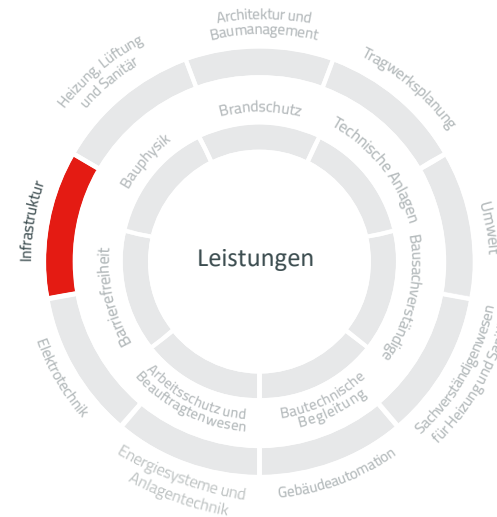 Architektur und
Baumanagement
Tragwerksplanung
Umwelt
Sachverständigenwesen
für Heizung und
Gebäudeautomation
Energiesysteme und
Anlagentechnik
Elektrotechnik
Infrastruktur
Heizung, Lüftung
und Sanitär
Brandschutz
Technische Anlagen
Bausachverständige
Bautechnische
Begleitung
Arbeitsschutz und
Beauftragtenwesen
Barrierefreiheit
Bauphysik
Leistungen